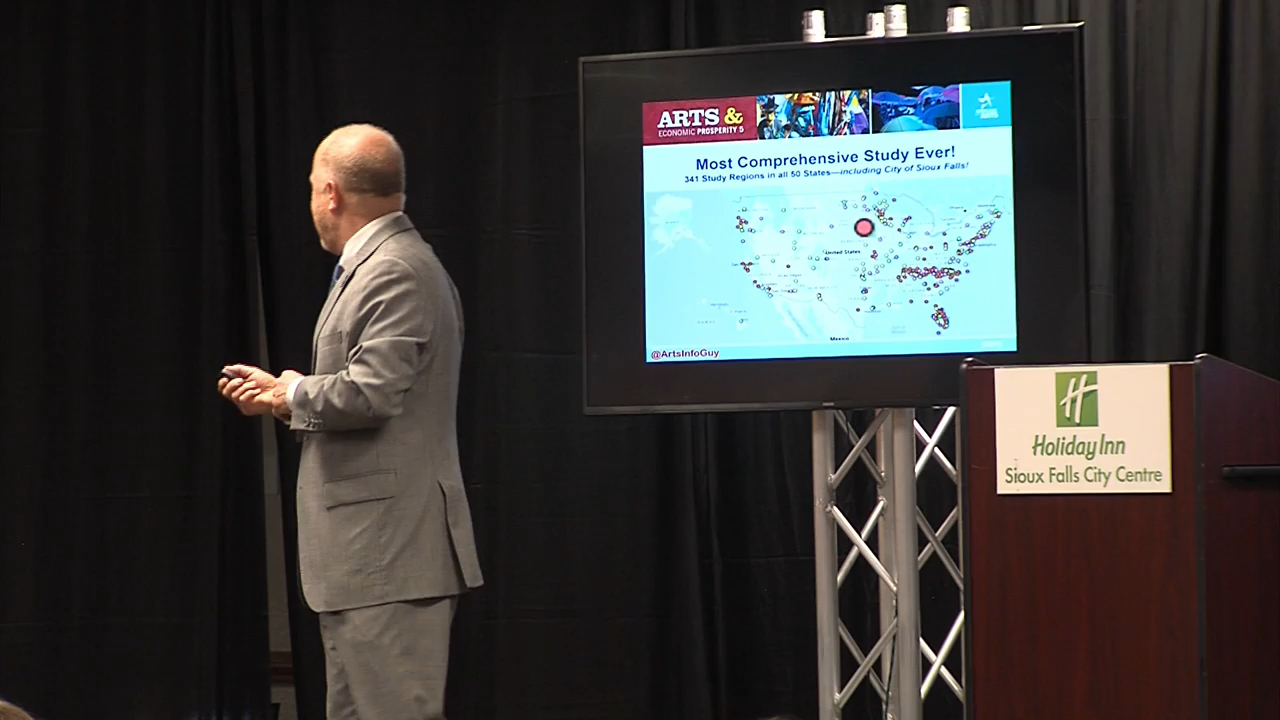 ARTS &
ECONOMIC PROSPERITY 5
Most Comprehensive Study Ever!
341 Study Regions in all 50 States—including City of Sioux Falls!
United States
Mexico
@ArtsInfoGuy
H
Holiday Inn
Sioux Falls City Centre